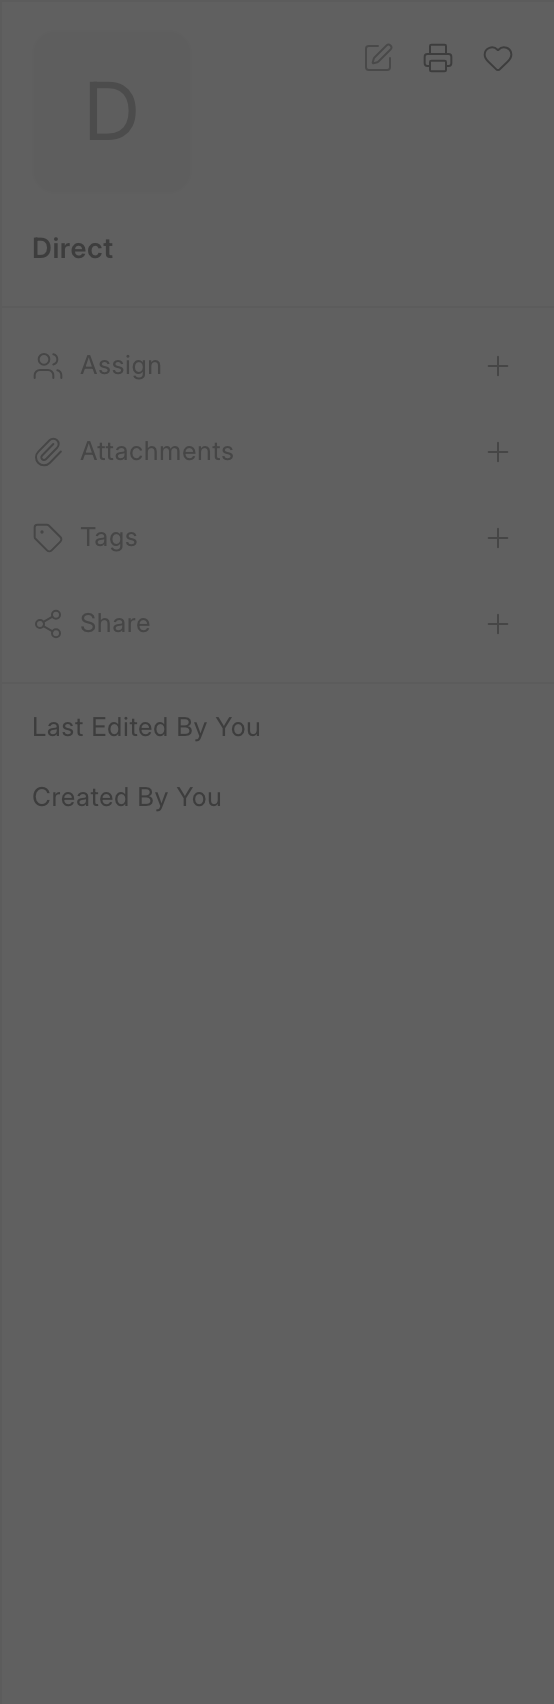 D
Direct
Assign
Attachments
Tags
Share
Last Edited By You
Created By You